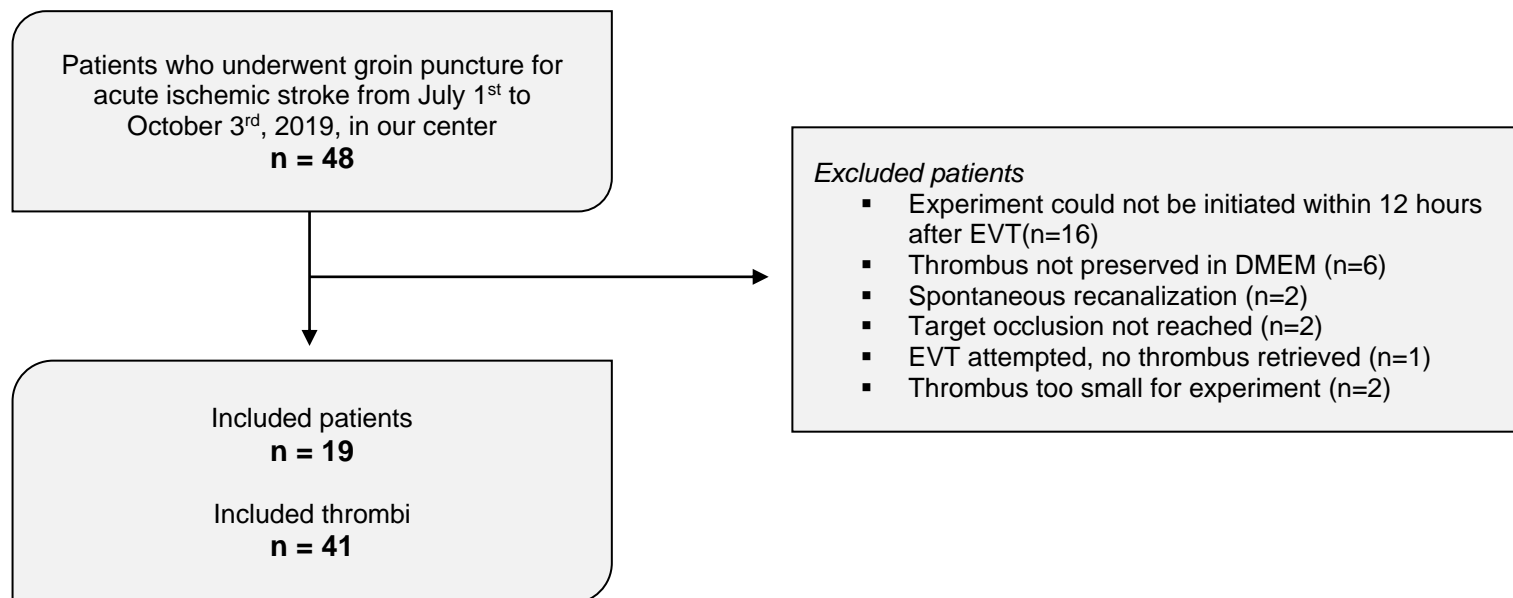 Patients who underwent groin puncture for
acute ischemic stroke from July 1st to
October 3rd, 2019, in our center
n = 48
Excluded patients
▪ Experiment could not be initiated within 12 hours
after EVT(n=16)
▪ Thrombus not preserved in DMEM (n=6)
▪ Spontaneous recanalization (n=2)
▪ Target occlusion not reached (n=2)
▪ EVT attempted, no thrombus retrieved (n=1)
▪ Thrombus too small for experiment (n=2)
Included patients
n = 19
Included thrombi
n = 41